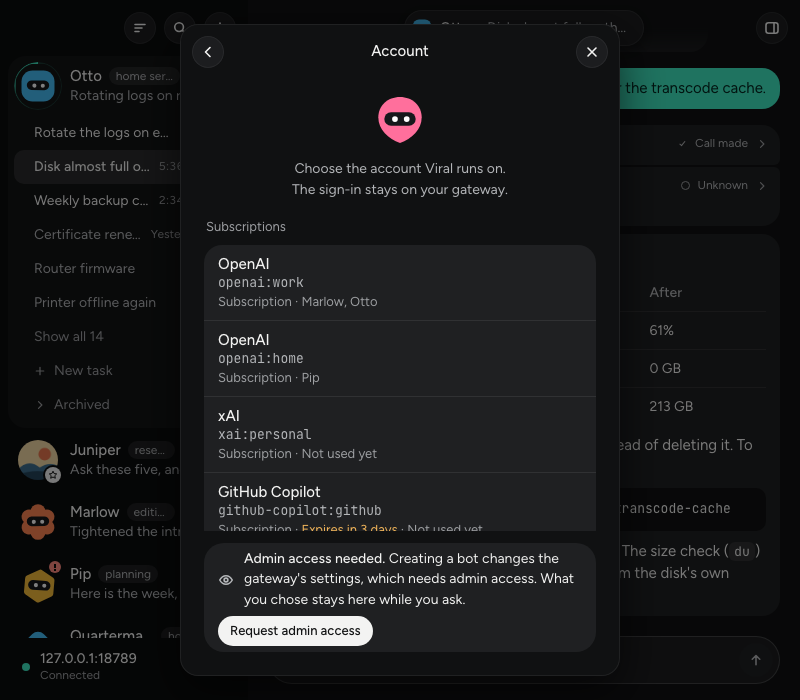 Account
Choose the account Viral runs on.
The sign-in stays on your gateway.
Subscriptions
OpenAI
openai:work
Subscription · Marlow, Otto
OpenAI
openai:home
Subscription · Pip
xAI
xai:personal
Subscription · Not used yet
GitHub Copilot
github-copilot:github
Subscription · Expires in 3 days · Not used yet
Admin access needed. Creating a bot changes the
gateway's settings, which needs admin access. What
you chose stays here while you ask.
Request admin access
Otto home ser...
Rotating logs on r
Rotate the logs on e...
Disk almost full o... 5:36
Weekly backup c... 2:34
Certificate rene... Yeste
Router firmware
Printer offline again
Show all 14
New task
Archived
Juniper rese...
Ask these five, an
Marlow editi...
Tightened the intr
Pip planning
Here is the week,
Quarterma
127.0.0.1:18789
Connected
the transcode cache.
Call made
Unknown
After
61%
0 GB
213 GB
ead of deleting it. To
ranscode-cache
The size check ( du )
m the disk's own